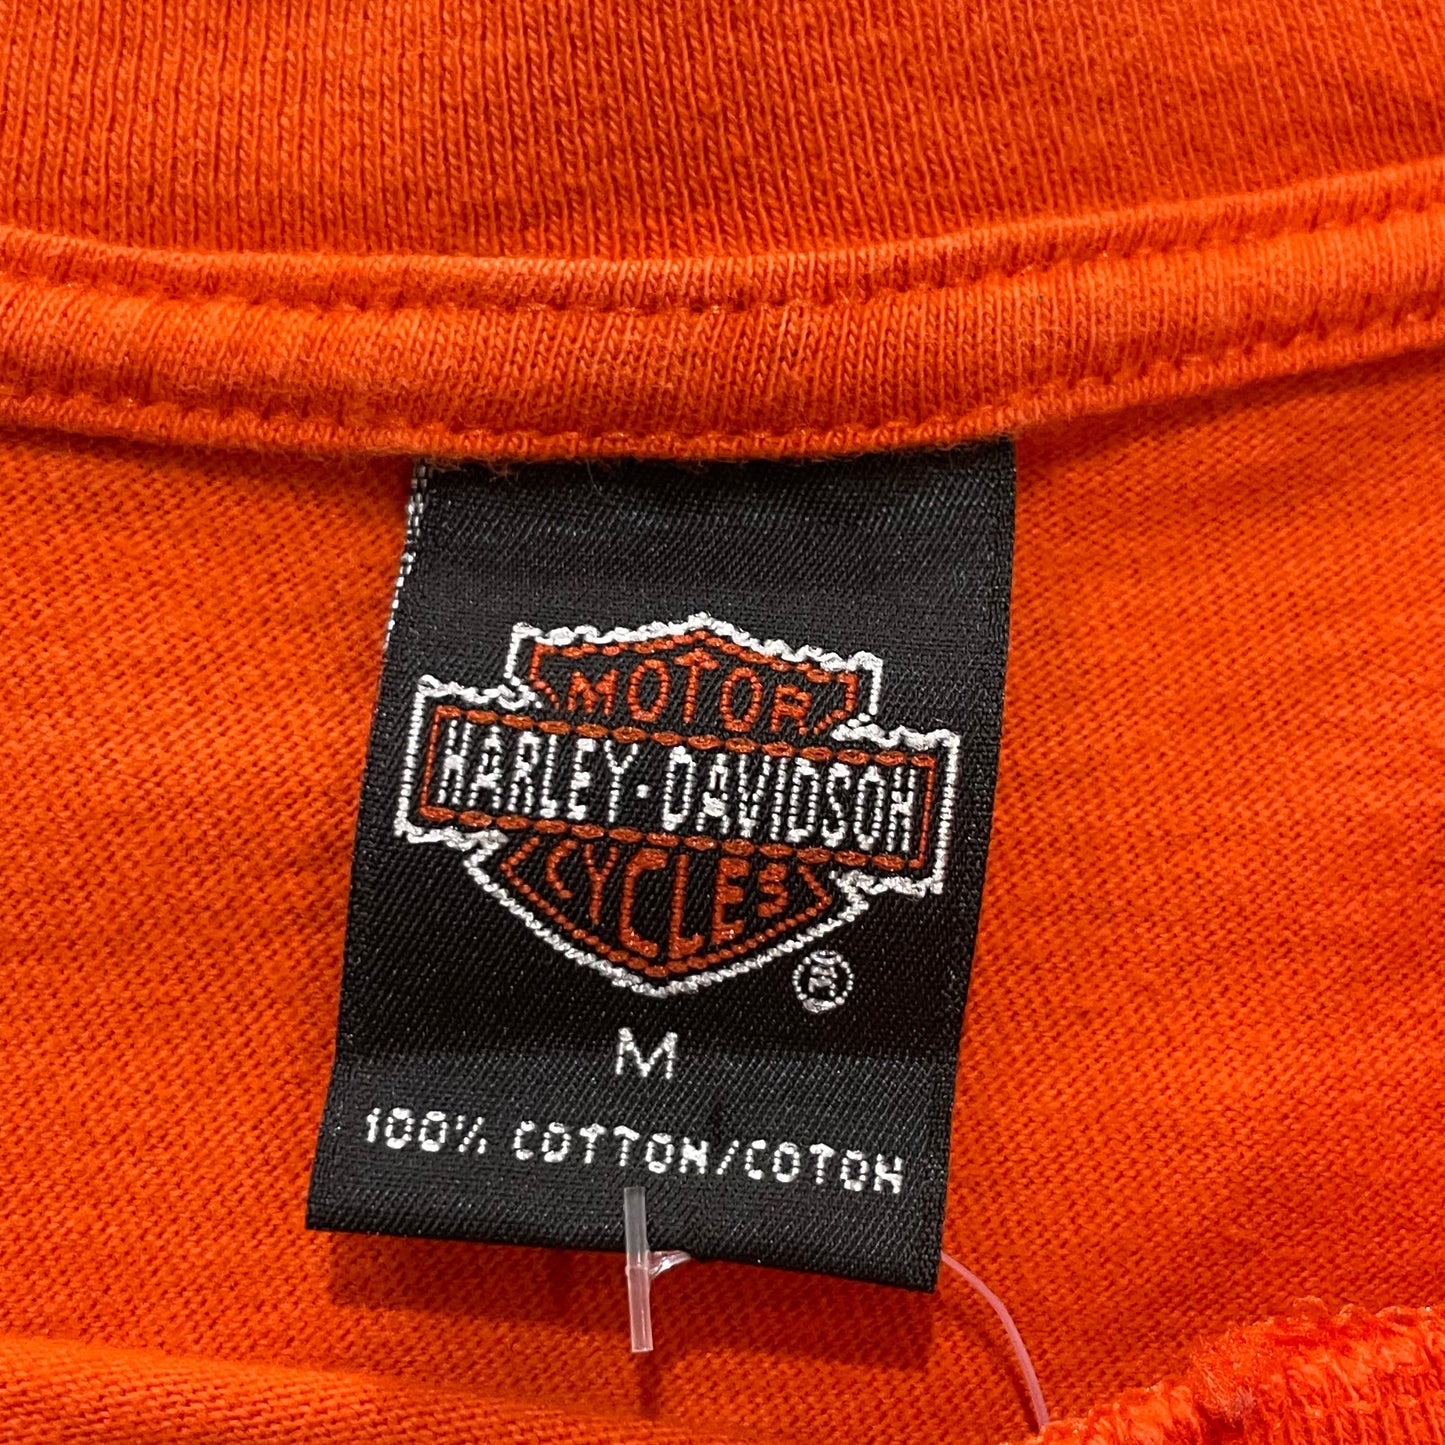 MOTOR
HARLEY-DAVIDSON
CYCLES
®
M
100% COTTON/COTON